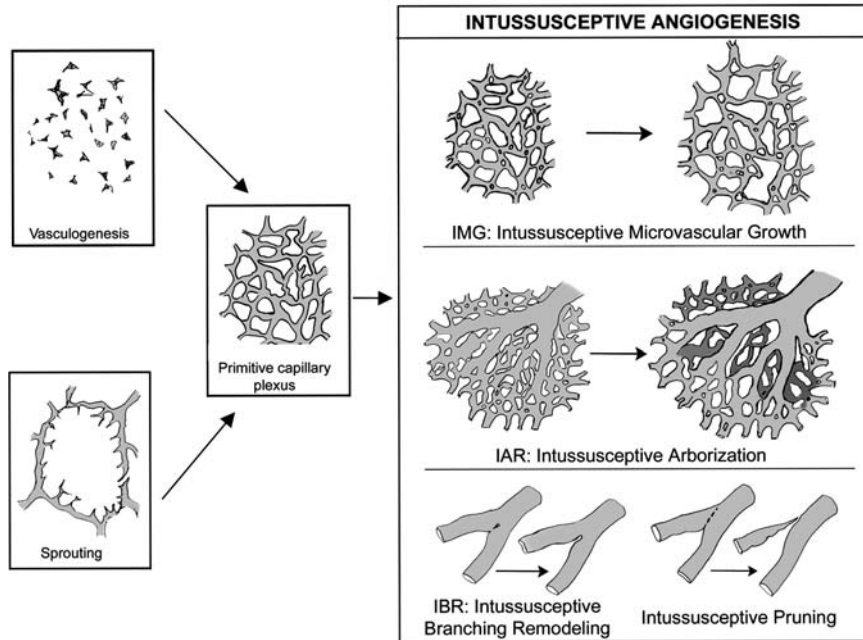 INTUSSUSCEPTIVE ANGIOGENESIS
Vasculogenesis
IMG: Intussusceptive Microvascular Growth
Primitive capillary
plexus
IAR: Intussusceptive Arborization
Sprouting
IBR: Intussusceptive
Branching Remodeling
Intussusceptive Pruning